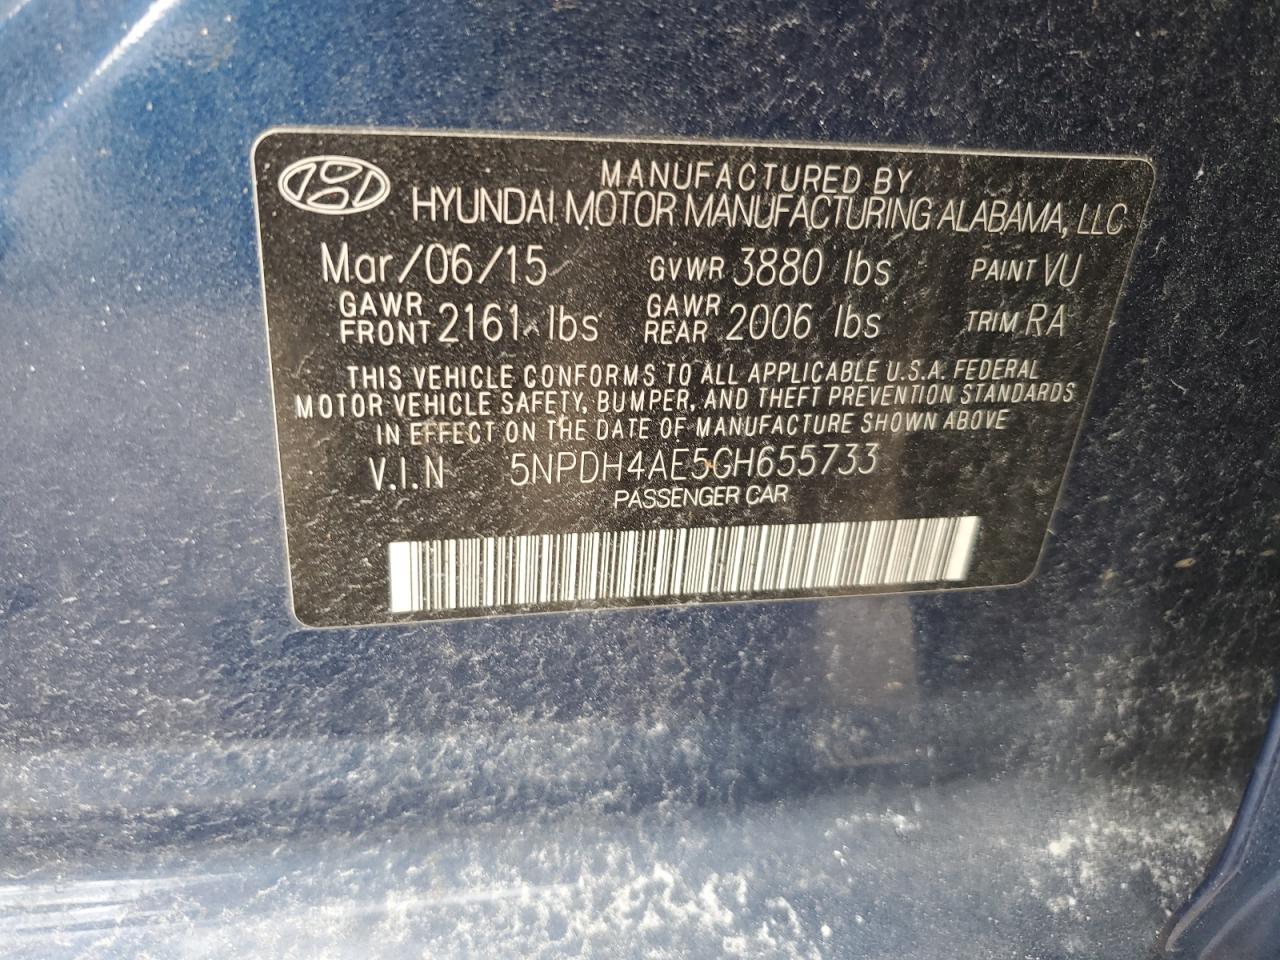 MANUFACTURED BY
HYUNDAI MOTOR MANUFACTURING ALABAMA, LLC
Mar/06/15 GVWR 3880 lbs PAINT VU
GAWR FRONT 2161 lbs GAWR REAR 2006 lbs TRIM RA
THIS VEHICLE CONFORMS TO ALL APPLICABLE U.S.A. FEDERAL
MOTOR VEHICLE SAFETY, BUMPER, AND THEFT PREVENTION STANDARDS
IN EFFECT ON THE DATE OF MANUFACTURE SHOWN ABOVE
V.I.N 5NPDH4AE5GH655733
PASSENGER CAR